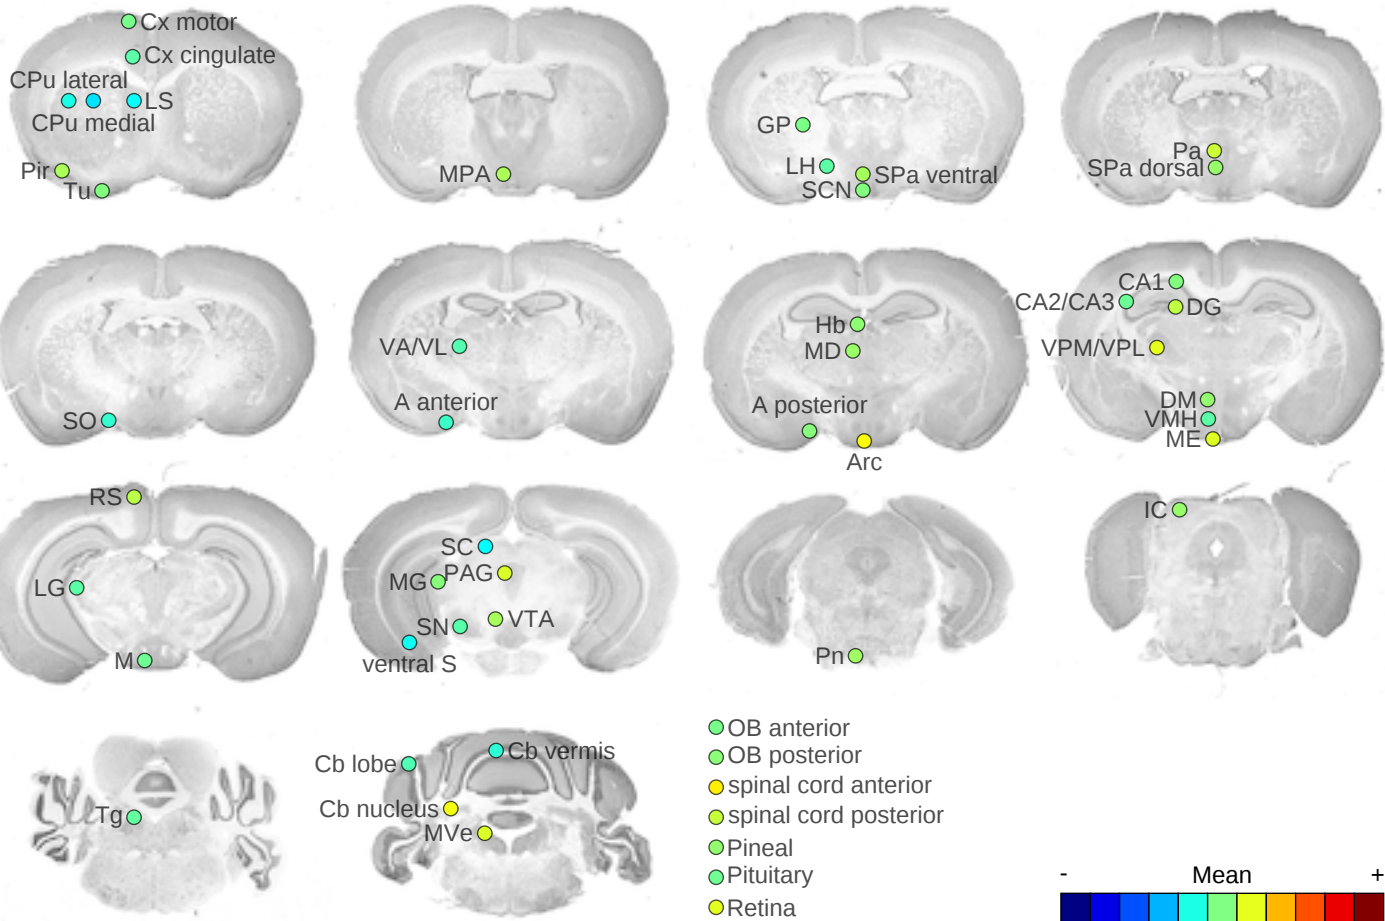 Cx motor
Cx cingulate
CPu lateral
LS
CPu medial
Pir
Tu
MPA
GP
LH
SPa ventral
SCN
Pa
SPa dorsal
SO
VA/VL
A anterior
Hb
MD
A posterior
Arc
CA1
CA2/CA3
DG
VPM/VPL
DM
VMH
ME
RS
LG
M
SC
MG
PAG
SN
VTA
ventral S
Pn
IC
Tg
Cb lobe
Cb vermis
Cb nucleus
MVe
OB anterior
OB posterior
spinal cord anterior
spinal cord posterior
Pineal
Pituitary
Retina
- Mean +